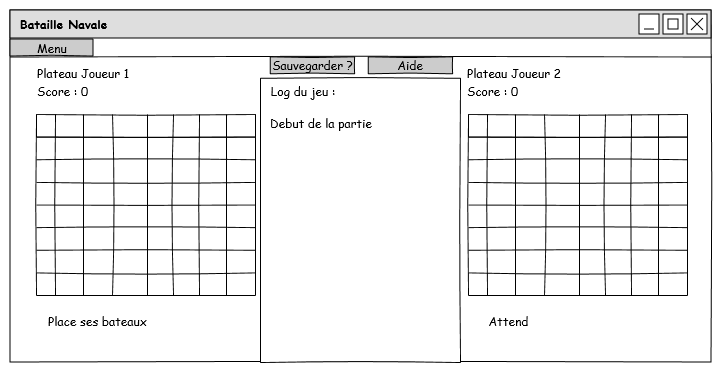 Bataille Navale
Menu
Sauvegarder ?
Aide
Plateau Joueur 1
Score : 0
Log du jeu :
Debut de la partie
Plateau Joueur 2
Score : 0
Place ses bateaux
Attend